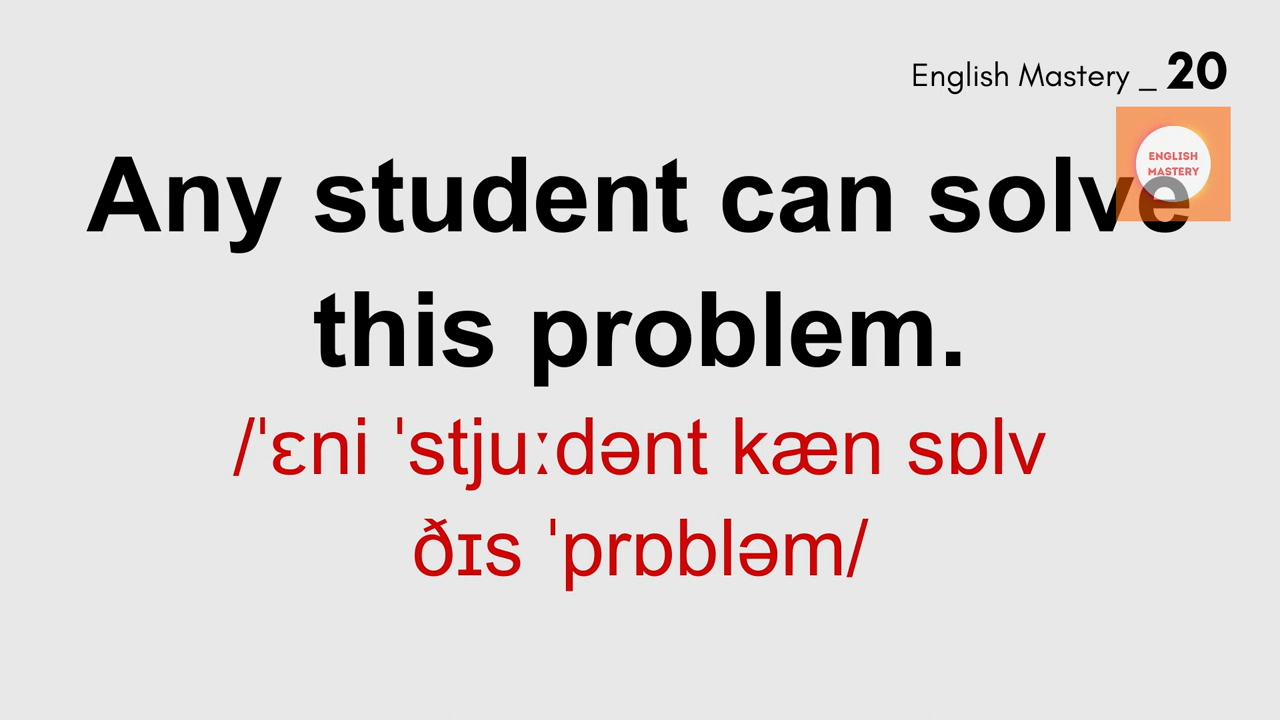 English Mastery _ 20
ENGLISH
MASTERY
Any student can solve
this problem.
/ˈɛni ˈstjuːdənt kæn sɒlv
ðɪs ˈprɒbləm/